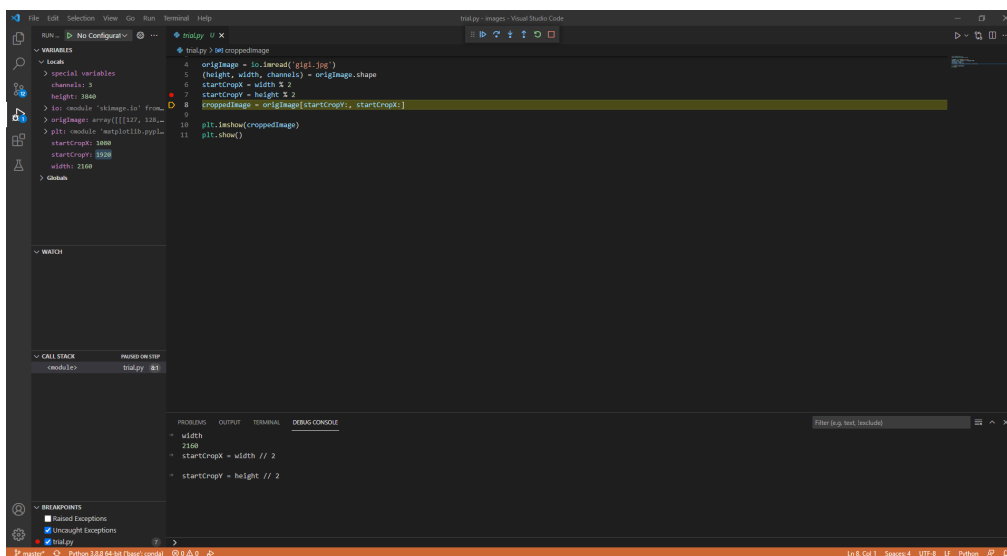 File Edit Selection View Go Run Terminal Help
trial.py - images - Visual Studio Code
RUN ... No Configurat
VARIABLES
Locals
special variables
channels: 3
height: 3840
io: <module 'skimage.io' from…
origImage: array([[[127, 128,…
plt: <module 'matplotlib.pypl…
startCropX: 1080
startCropY: 1920
width: 2160
Globals
WATCH
CALL STACK PAUSED ON STEP
<module> trial.py 8:1
BREAKPOINTS
Raised Exceptions
Uncaught Exceptions
trial.py 7
trial.py U X
trial.py > croppedImage
4 origImage = io.imread('gigi.jpg')
5 (height, width, channels) = origImage.shape
6 startCropX = width % 2
7 startCropY = height % 2
8 croppedImage = origImage[startCropY:, startCropX:]
9
10 plt.imshow(croppedImage)
11 plt.show()
PROBLEMS OUTPUT TERMINAL DEBUG CONSOLE
Filter (e.g. text, !exclude)
width
2160
startCropX = width // 2
startCropY = height // 2
master* Python 3.8.8 64-bit ('base': conda) 0 0
Ln 8, Col 1 Spaces: 4 UTF-8 LF Python